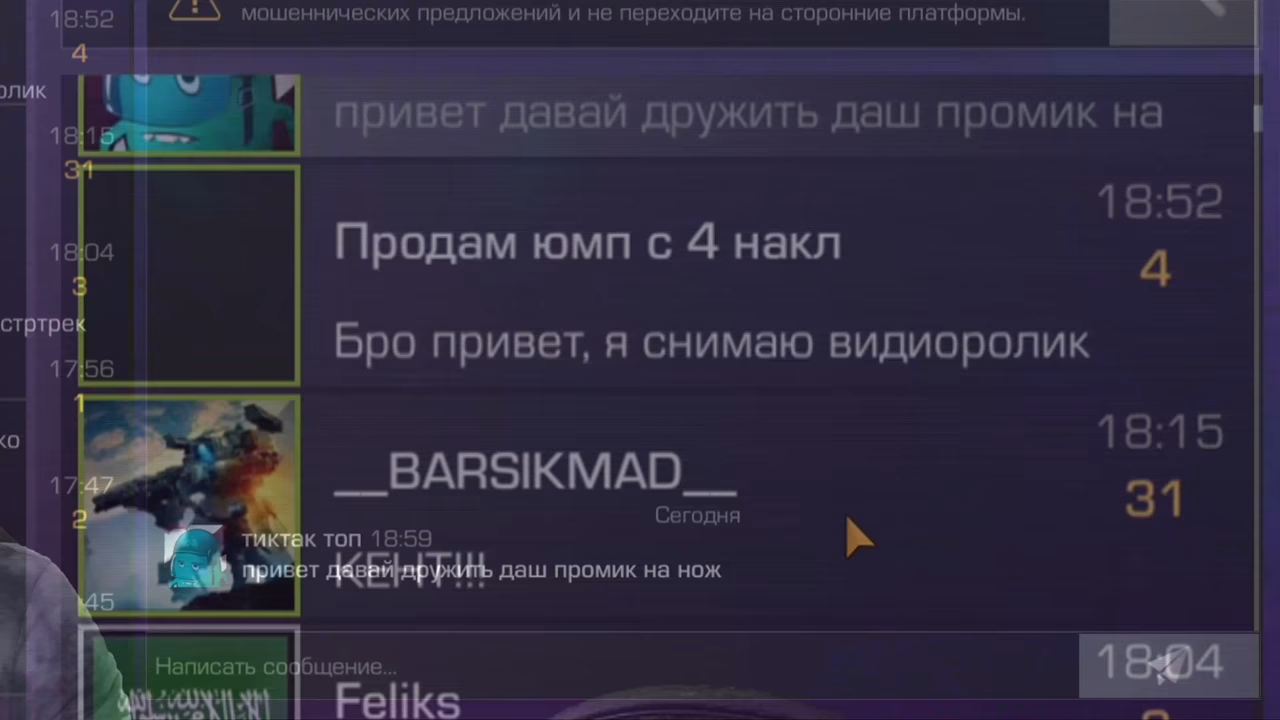 18:52
мошеннических предложений и не переходите на сторонние платформы.
4
олик
привет давай дружить даш промик на
18:15
31
18:52
Продам юмп с 4 накл
18:04
4
3
стртрек
Бро привет, я снимаю видиоролик
17:56
1
18:15
ко
__BARSIKMAD__
17:47
31
2
Сегодня
тиктак топ 18:59
КЕНТ!!!
привет давай дружить даш промик на нож
45
Написать сообщение...
18:04
Feliks